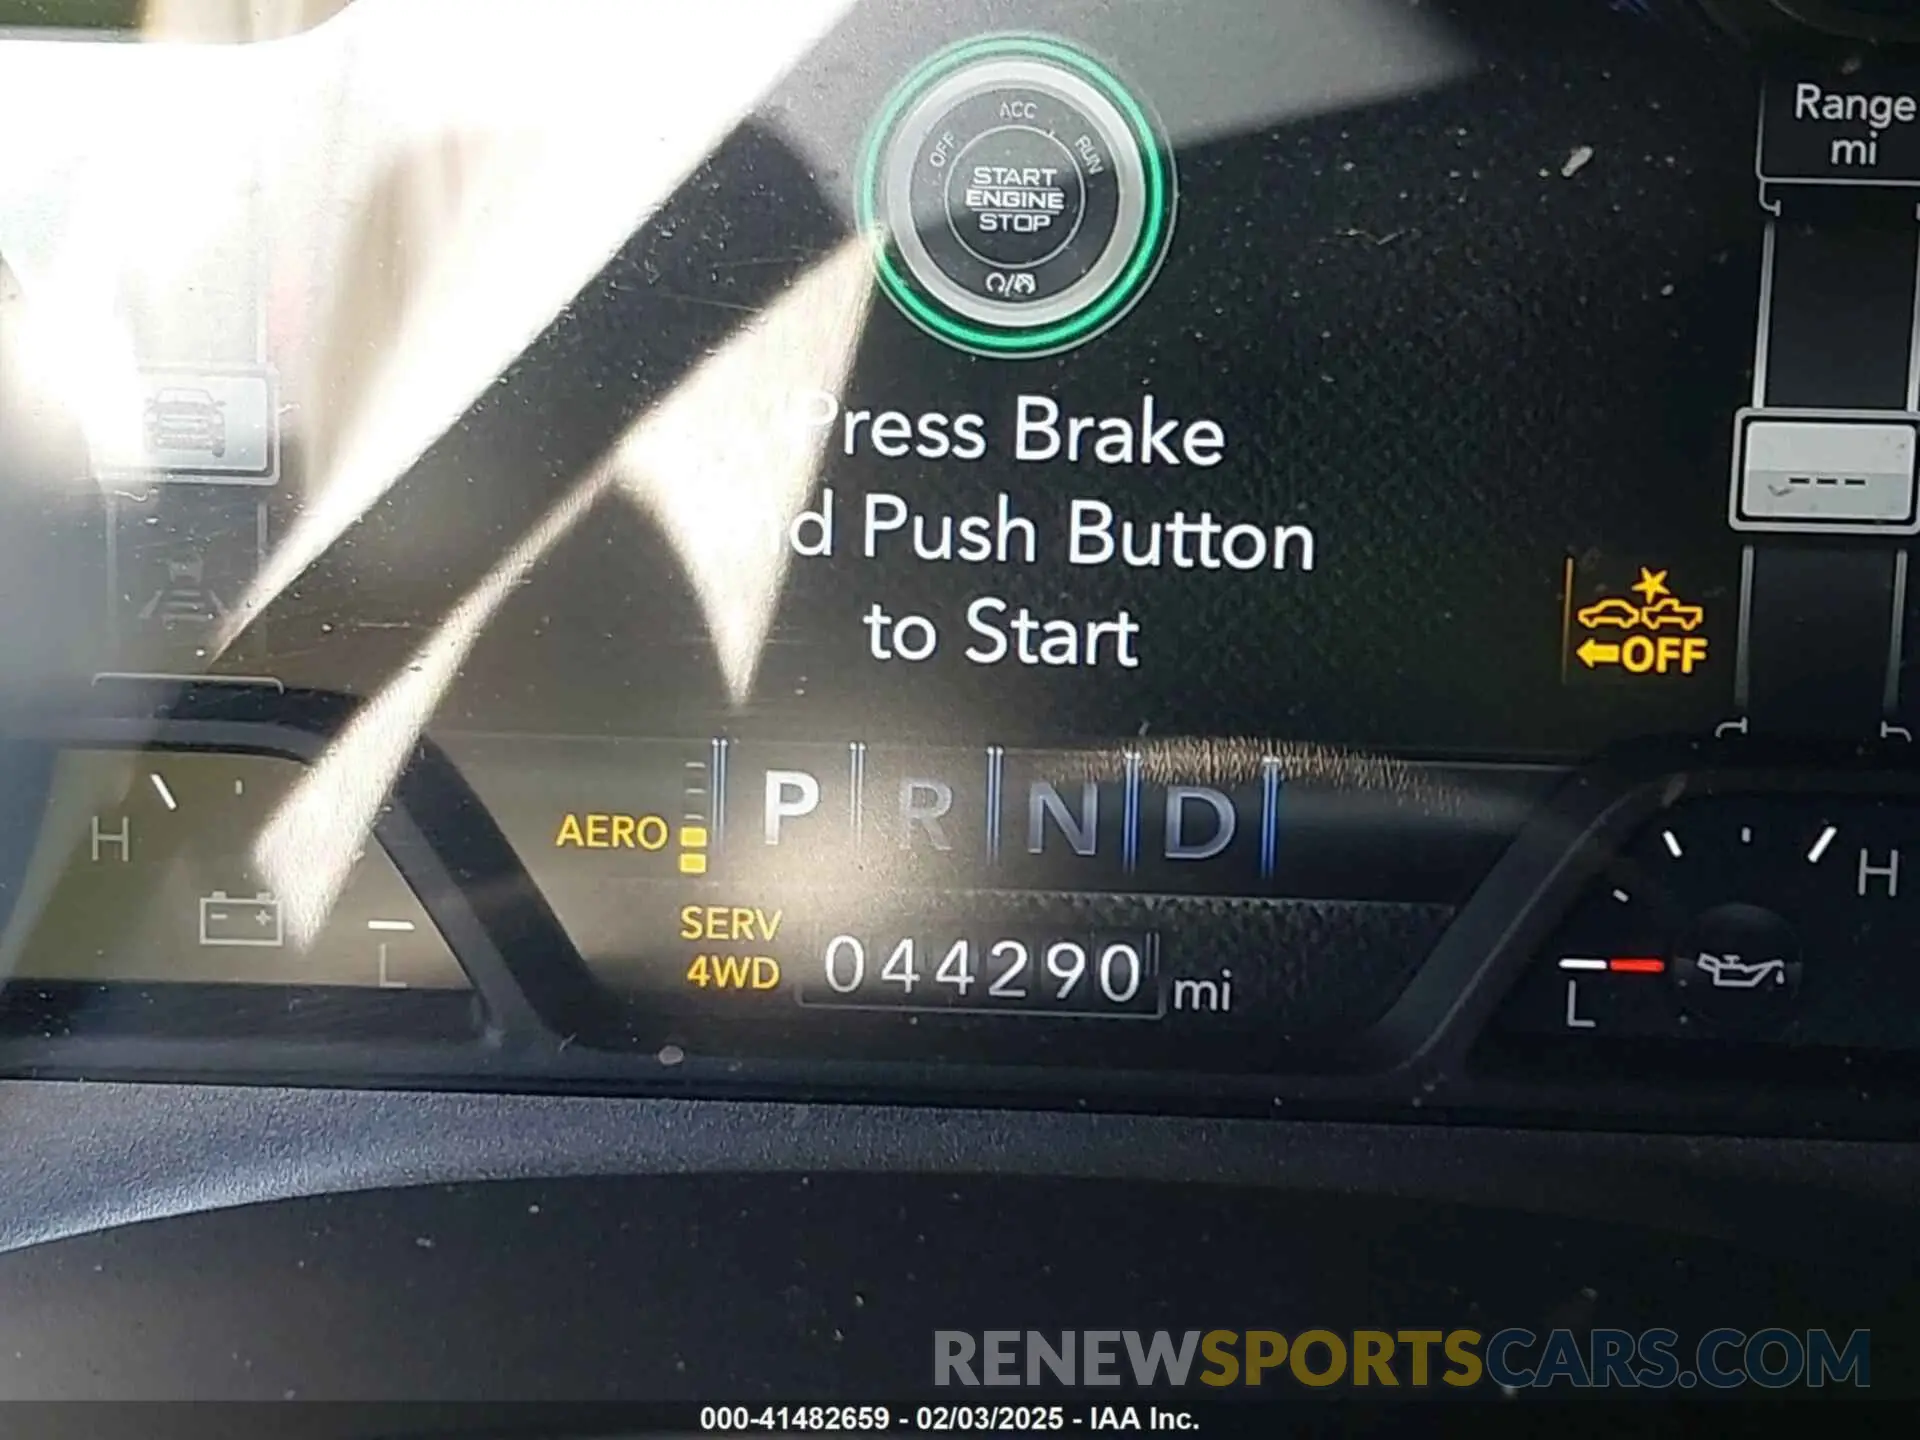 ACC
OFF
RUN
START
ENGINE
STOP
Range
mi
Press Brake
Push Button
to Start
---
OFF
AERO
P R N D
H
H
SERV
4WD
044290 mi
L
L
RENEWSPORTSCARS.COM
000-41482659 - 02/03/2025 - IAA Inc.